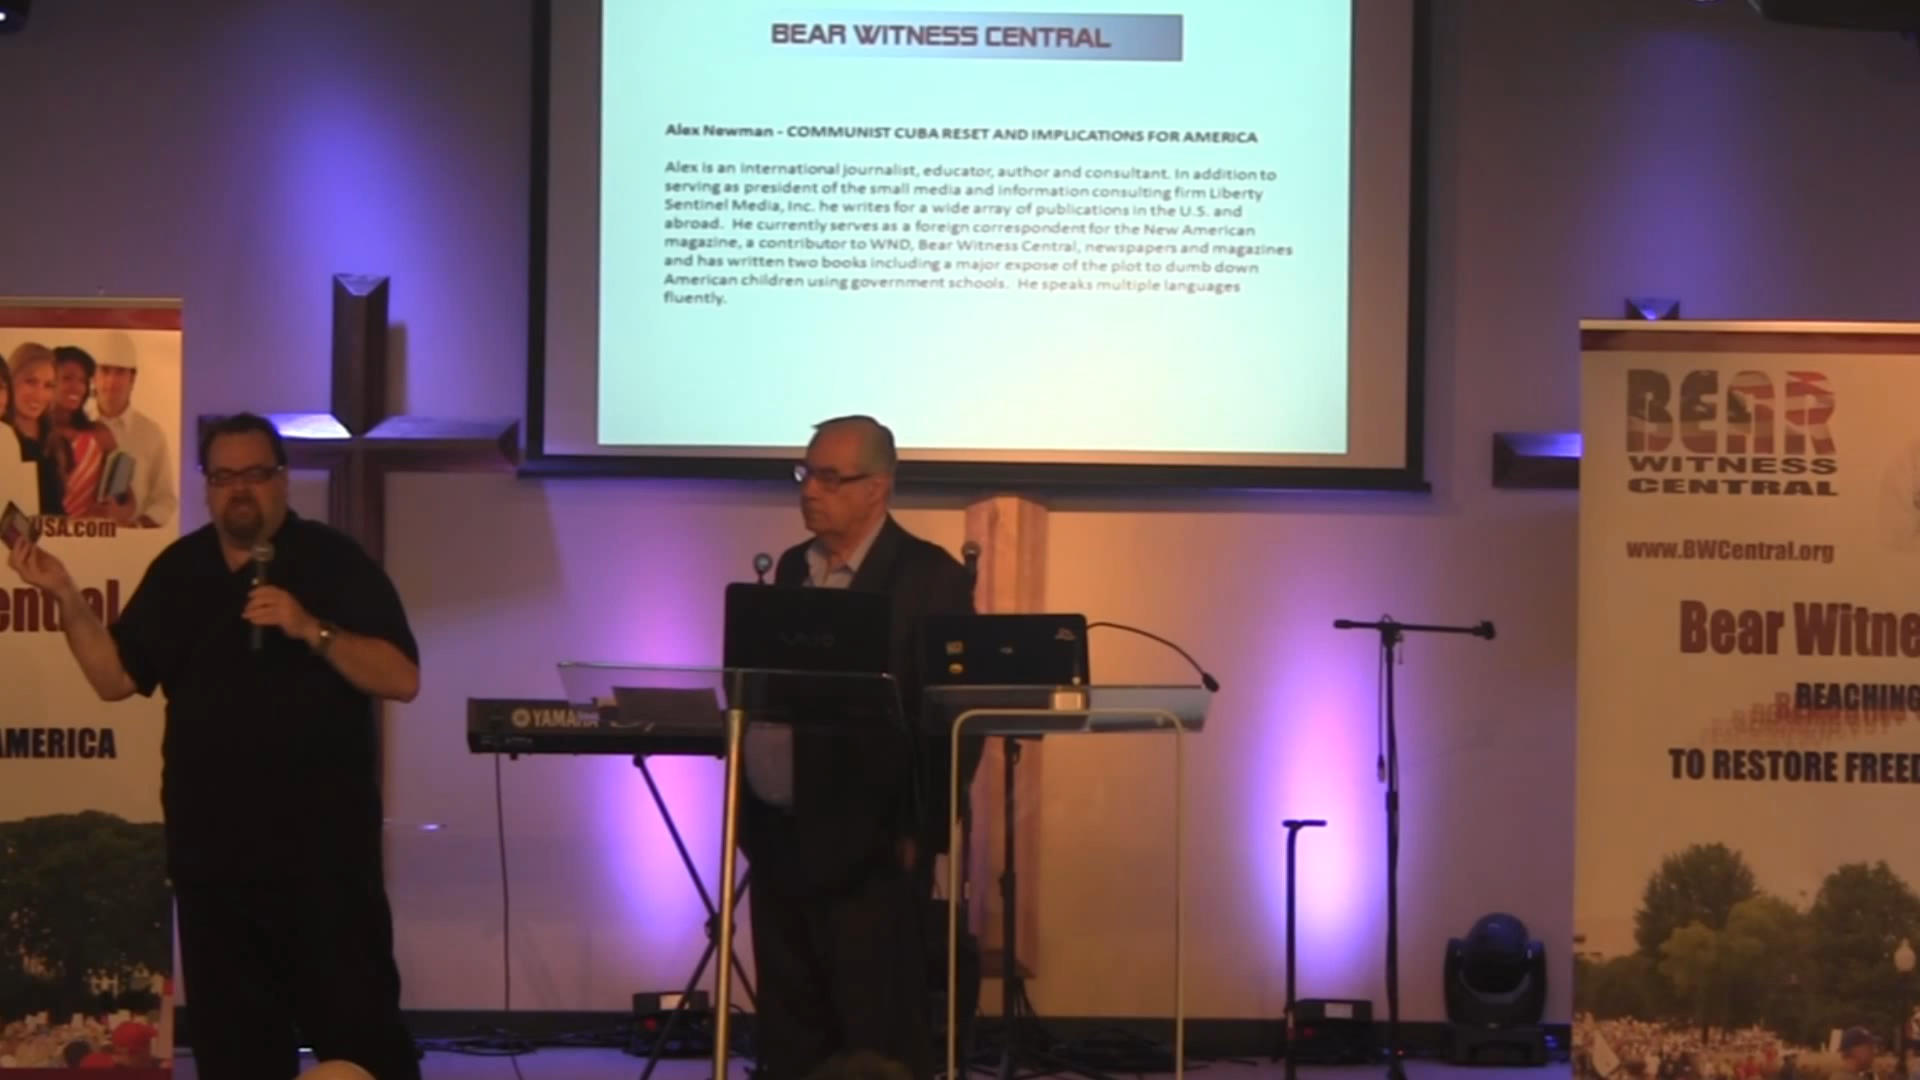 BEAR WITNESS CENTRAL
Alex Newman - COMMUNIST CUBA RESET AND IMPLICATIONS FOR AMERICA
Alex is an international journalist, educator, author and consultant. In addition to
serving as president of the small media and information consulting firm Liberty
Sentinel Media, Inc. he writes for a wide array of publications in the U.S. and
abroad. He currently serves as a foreign correspondent for the New American
magazine, a contributor to WND, Bear Witness Central, newspapers and magazines
and has written two books including a major expose of the plot to dumb down
American children using government schools. He speaks multiple languages
fluently.
USA.com
entral
AMERICA
YAMAHA
VAIO
BEAR
WITNESS
CENTRAL
www.BWCentral.org
Bear Witne
REACHING
TO RESTORE FREED